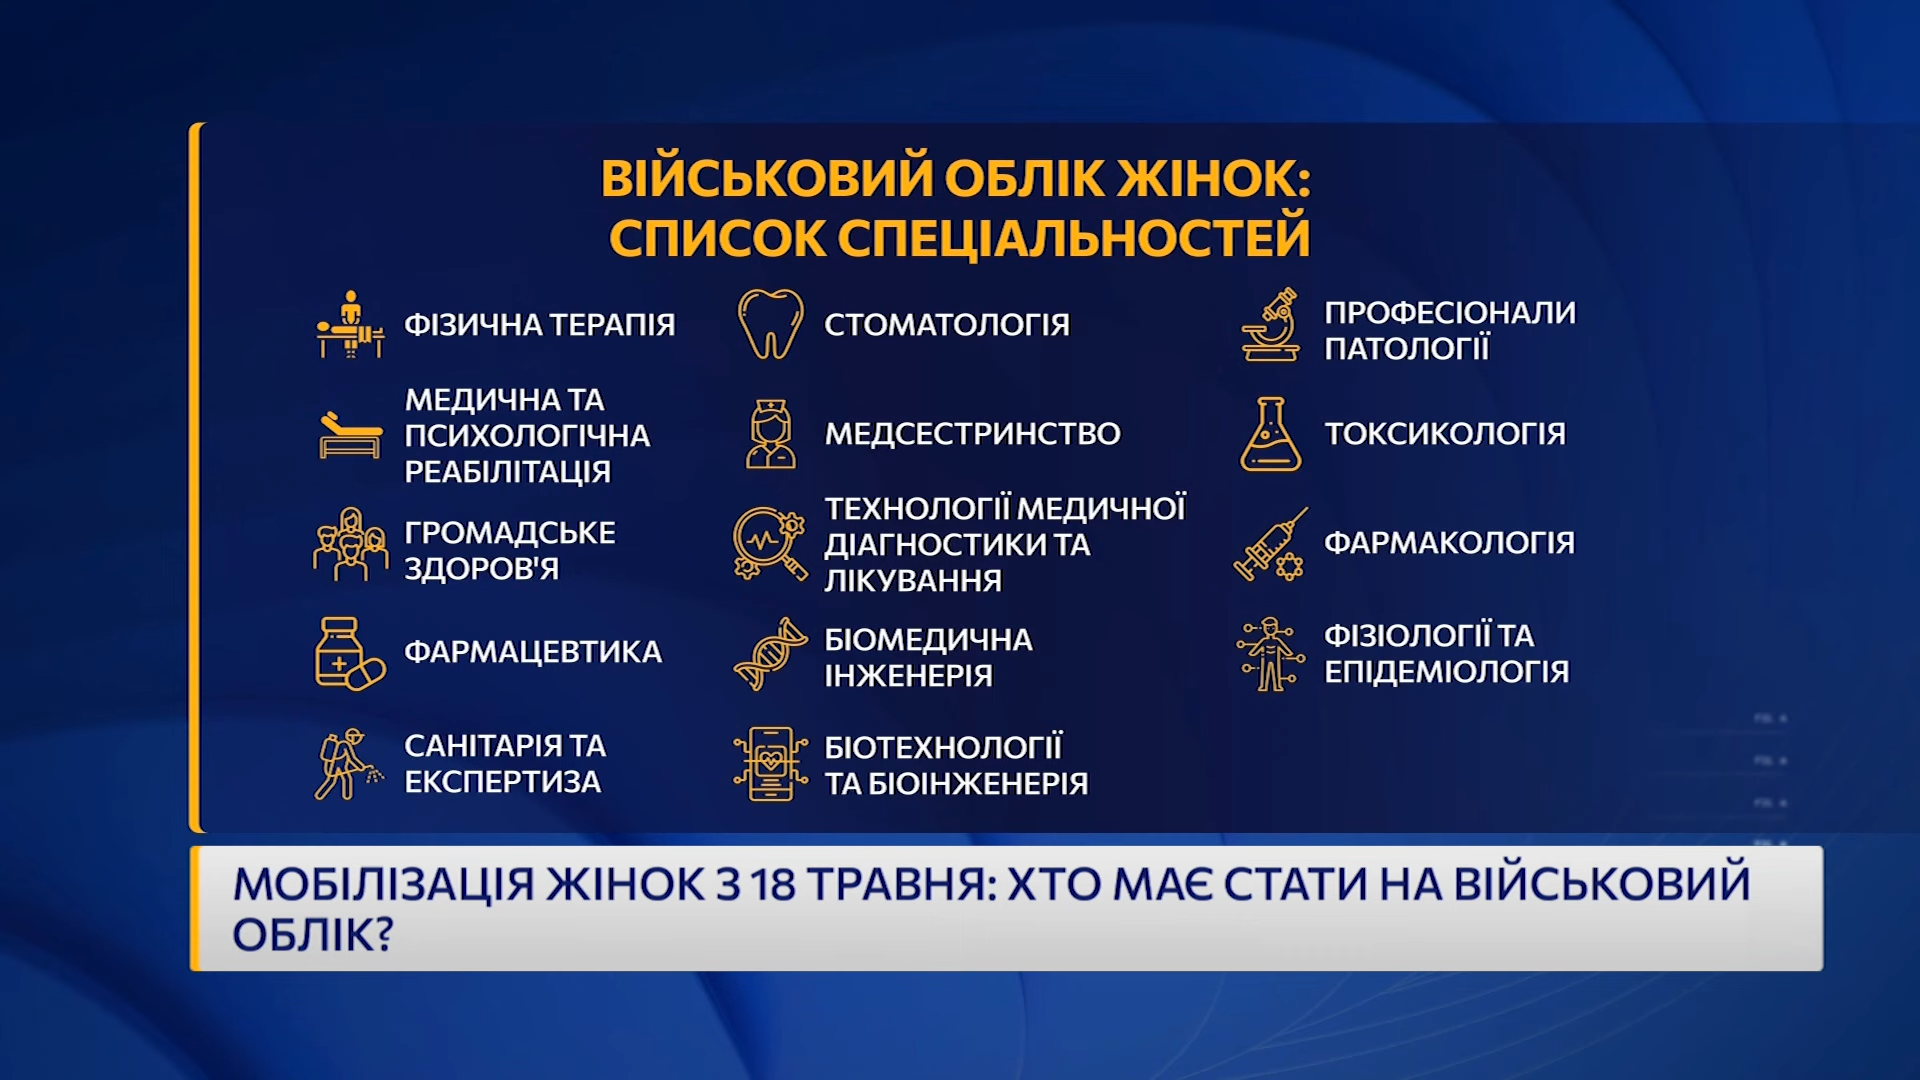 ВІЙСЬКОВИЙ ОБЛІК ЖІНОК:
СПИСОК СПЕЦІАЛЬНОСТЕЙ
ФІЗИЧНА ТЕРАПІЯ
МЕДИЧНА ТА
ПСИХОЛОГІЧНА
РЕАБІЛІТАЦІЯ
ГРОМАДСЬКЕ
ЗДОРОВ'Я
ФАРМАЦЕВТИКА
САНІТАРІЯ ТА
ЕКСПЕРТИЗА
СТОМАТОЛОГІЯ
МЕДСЕСТРИНСТВО
ТЕХНОЛОГІЇ МЕДИЧНОЇ
ДІАГНОСТИКИ ТА
ЛІКУВАННЯ
БІОМЕДИЧНА
ІНЖЕНЕРІЯ
БІОТЕХНОЛОГІЇ
ТА БІОІНЖЕНЕРІЯ
ПРОФЕСІОНАЛИ
ПАТОЛОГІЇ
ТОКСИКОЛОГІЯ
ФАРМАКОЛОГІЯ
ФІЗІОЛОГІЇ ТА
ЕПІДЕМІОЛОГІЯ
МОБІЛІЗАЦІЯ ЖІНОК З 18 ТРАВНЯ: ХТО МАЄ СТАТИ НА ВІЙСЬКОВИЙ
ОБЛІК?